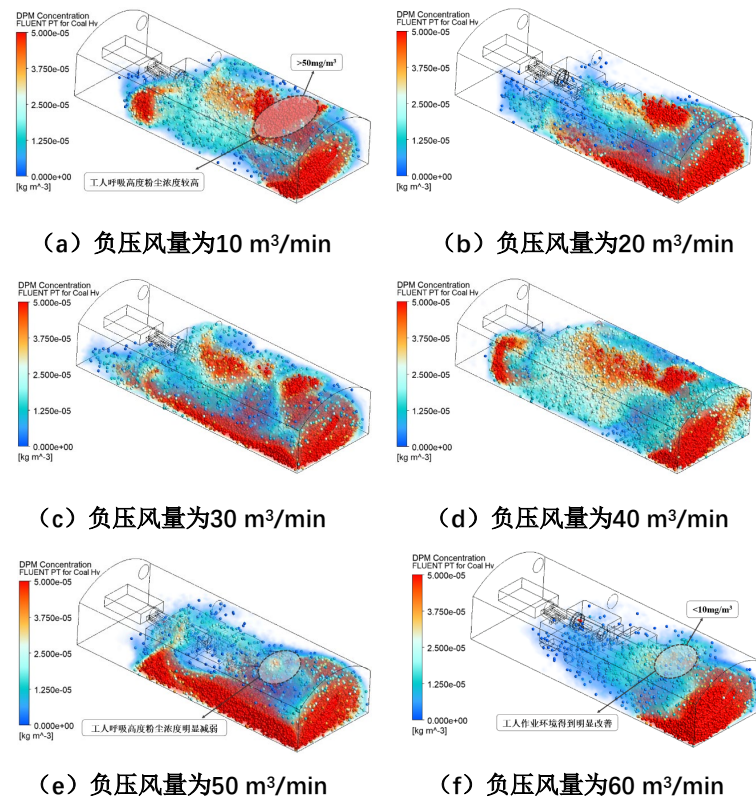 DPM Concentration
FLUENT PT for Coal Hv
5.000e-05
3.750e-05
2.500e-05
1.250e-05
0.000e+00
[kg m^-3]
>50mg/m³
工人呼吸高度粉尘浓度较高
（a）负压风量为10 m³/min
DPM Concentration
FLUENT PT for Coal Hv
5.000e-05
3.750e-05
2.500e-05
1.250e-05
0.000e+00
[kg m^-3]
（b）负压风量为20 m³/min
DPM Concentration
FLUENT PT for Coal Hv
5.000e-05
3.750e-05
2.500e-05
1.250e-05
0.000e+00
[kg m^-3]
（c）负压风量为30 m³/min
DPM Concentration
FLUENT PT for Coal Hv
5.000e-05
3.750e-05
2.500e-05
1.250e-05
0.000e+00
[kg m^-3]
（d）负压风量为40 m³/min
DPM Concentration
FLUENT PT for Coal Hv
5.000e-05
3.750e-05
2.500e-05
1.250e-05
0.000e+00
[kg m^-3]
工人呼吸高度粉尘浓度明显减弱
（e）负压风量为50 m³/min
DPM Concentration
FLUENT PT for Coal Hv
5.000e-05
3.750e-05
2.500e-05
1.250e-05
0.000e+00
[kg m^-3]
<10mg/m³
工人作业环境得到明显改善
（f）负压风量为60 m³/min